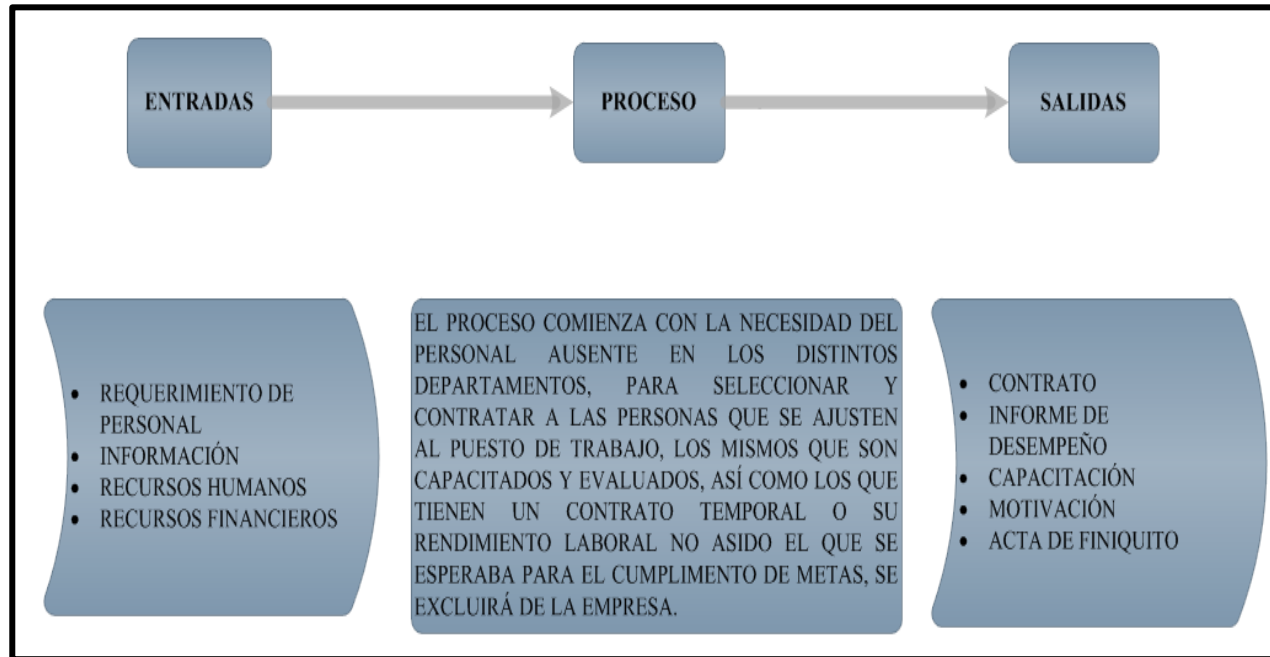 ENTRADAS
PROCESO
SALIDAS
• REQUERIMIENTO DE
PERSONAL
• INFORMACIÓN
• RECURSOS HUMANOS
• RECURSOS FINANCIEROS
EL PROCESO COMIENZA CON LA NECESIDAD DEL
PERSONAL AUSENTE EN LOS DISTINTOS
DEPARTAMENTOS, PARA SELECCIONAR Y
CONTRATAR A LAS PERSONAS QUE SE AJUSTEN
AL PUESTO DE TRABAJO, LOS MISMOS QUE SON
CAPACITADOS Y EVALUADOS, ASÍ COMO LOS QUE
TIENEN UN CONTRATO TEMPORAL O SU
RENDIMIENTO LABORAL NO ASIDO EL QUE SE
ESPERABA PARA EL CUMPLIMENTO DE METAS, SE
EXCLUIRÁ DE LA EMPRESA.
• CONTRATO
• INFORME DE
DESEMPEÑO
• CAPACITACIÓN
• MOTIVACIÓN
• ACTA DE FINIQUITO